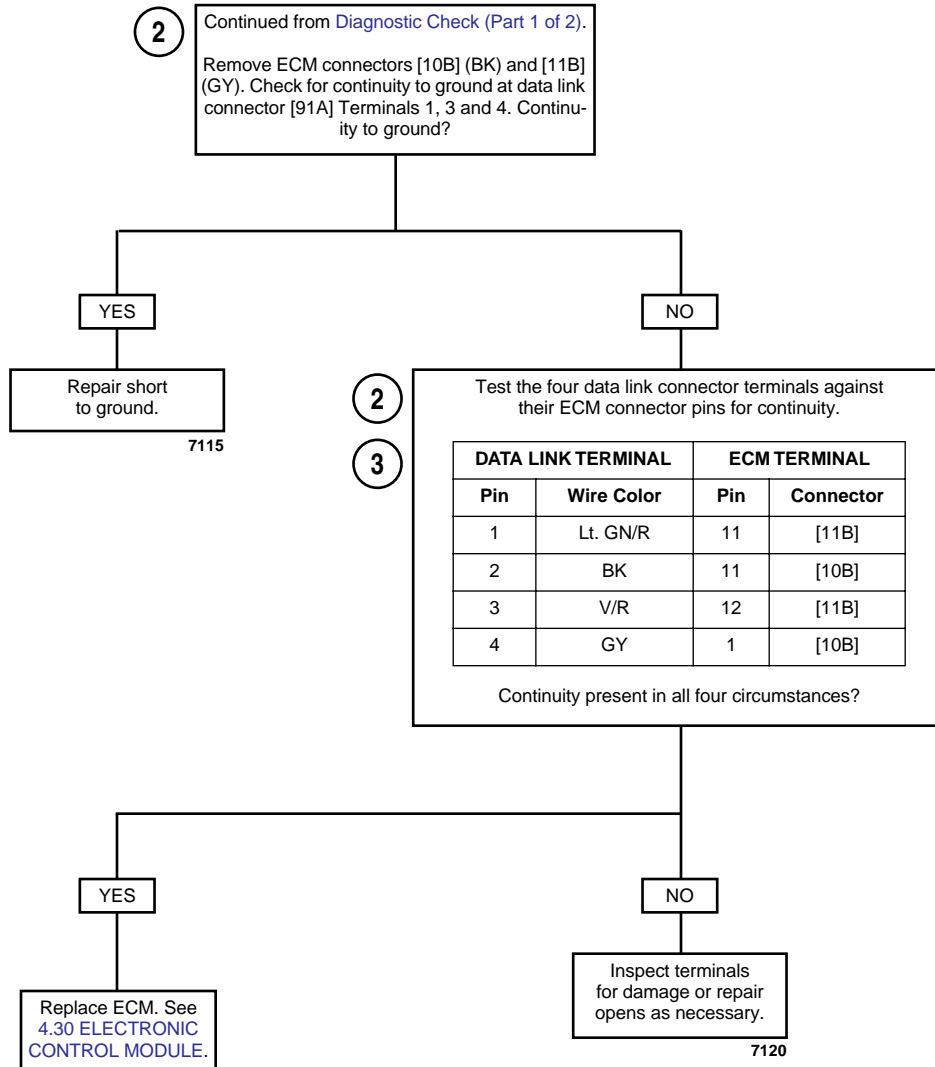 2
Continued from Diagnostic Check (Part 1 of 2).
Remove ECM connectors [10B] (BK) and [11B]
(GY). Check for continuity to ground at data link
connector [91A] Terminals 1, 3 and 4. Continu-
ity to ground?
YES
NO
Repair short
to ground.
7115
2
3
Test the four data link connector terminals against
their ECM connector pins for continuity.
DATA LINK TERMINAL ECM TERMINAL
Pin Wire Color Pin Connector
1 Lt. GN/R 11 [11B]
2 BK 11 [10B]
3 V/R 12 [11B]
4 GY 1 [10B]
Continuity present in all four circumstances?
YES
NO
Replace ECM. See
4.30 ELECTRONIC
CONTROL MODULE.
Inspect terminals
for damage or repair
opens as necessary.
7120